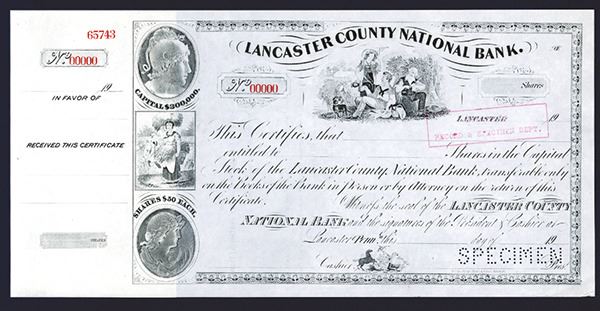 65743
No. 00000
19
IN FAVOR OF
RECEIVED THIS CERTIFICATE
SHARES
CAPITAL $300,000.
SHARES $50 EACH.
LANCASTER COUNTY NATIONAL BANK.
No. 00000
Shares
LANCASTER 19
SPECIMEN DEPT.
This Certifies, that
entitled to Shares in the Capital
Stock of the Lancaster County National Bank, transferable only
on the Books of the Bank in person or by Attorney on the return of this
Certificate. Witness the seal of the LANCASTER COUNTY
NATIONAL BANK and the signatures of the President & Cashier at
Lancaster Penna. this day of 19
Cashier Pres.
SPECIMEN